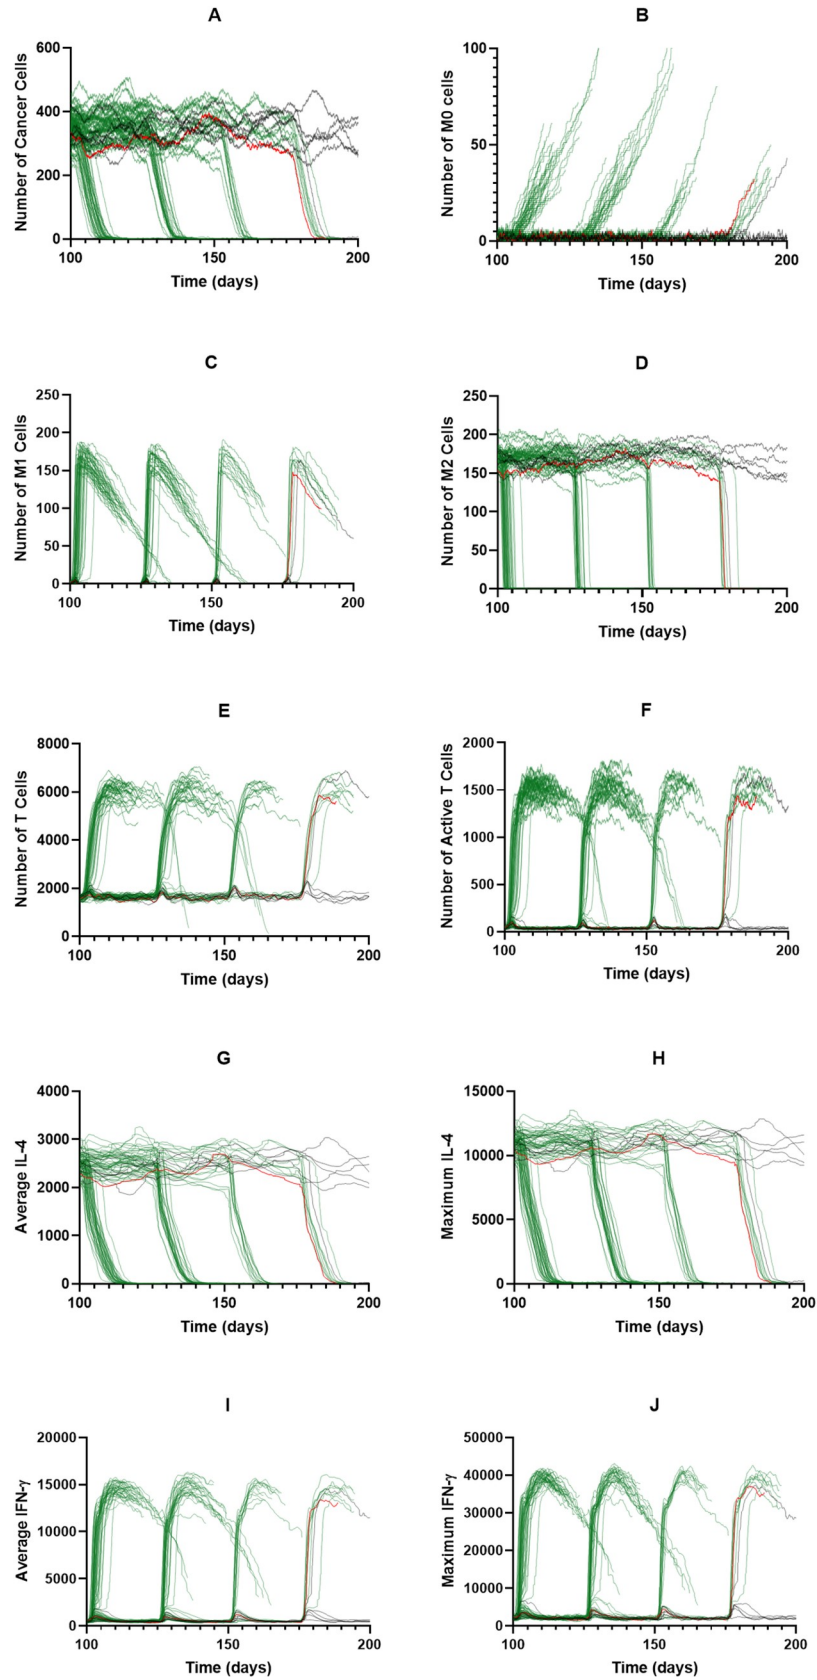 A
Number of Cancer Cells
600
400
200
0
100
150
200
Time (days)
B
Number of M0 cells
100
50
0
100
150
200
Time (days)
C
Number of M1 Cells
250
200
150
100
50
0
100
150
200
Time (days)
D
Number of M2 Cells
250
200
150
100
50
0
100
150
200
Time (days)
E
Number of T Cells
8000
6000
4000
2000
0
100
150
200
Time (days)
F
Number of Active T Cells
2000
1500
1000
500
0
100
150
200
Time (days)
G
Average IL-4
4000
3000
2000
1000
0
100
150
200
Time (days)
H
Maximum IL-4
15000
10000
5000
0
100
150
200
Time (days)
I
Average IFN-γ
20000
15000
10000
5000
0
100
150
200
Time (days)
J
Maximum IFN-γ
50000
40000
30000
20000
10000
0
100
150
200
Time (days)